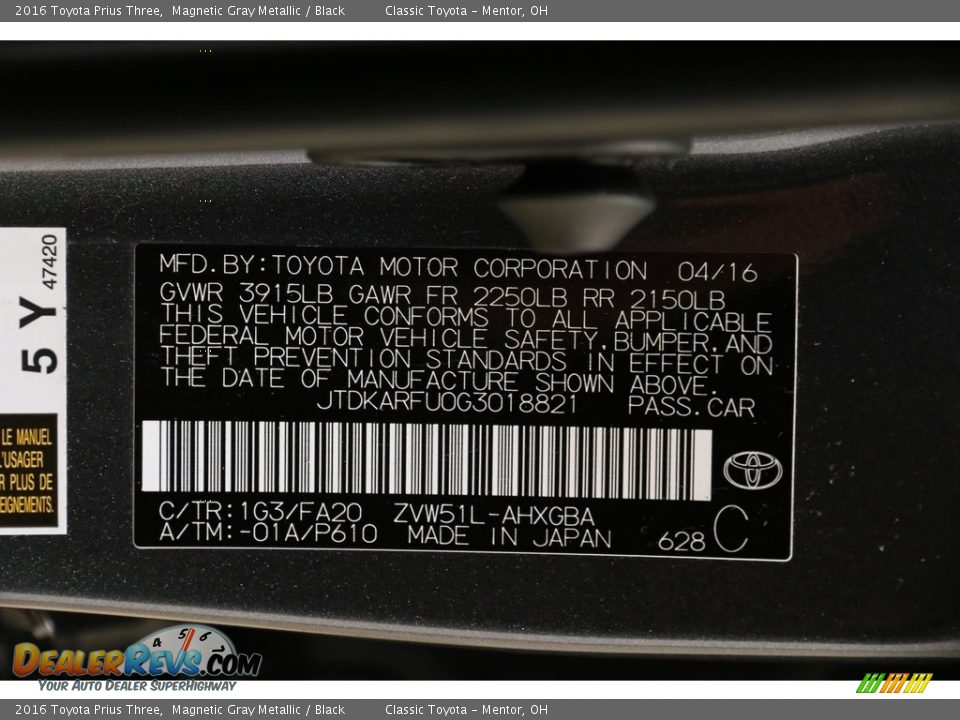 2016 Toyota Prius Three, Magnetic Gray Metallic / Black Classic Toyota - Mentor, OH
5 Y 47420
LE MANUEL
L'USAGER
R PLUS DE
EIGNEMENTS.
MFD.BY:TOYOTA MOTOR CORPORATION 04/16
GVWR 3915LB GAWR FR 2250LB RR 2150LB
THIS VEHICLE CONFORMS TO ALL APPLICABLE
FEDERAL MOTOR VEHICLE SAFETY,BUMPER,AND
THEFT PREVENTION STANDARDS IN EFFECT ON
THE DATE OF MANUFACTURE SHOWN ABOVE.
JTDKARFU0G3018821 PASS.CAR
C/TR:1G3/FA20 ZVW51L-AHXGBA
A/TM:-01A/P610 MADE IN JAPAN 628 C
4 5 6
DealerRevs.com
Your Auto Dealer SuperHighway
2016 Toyota Prius Three, Magnetic Gray Metallic / Black Classic Toyota - Mentor, OH